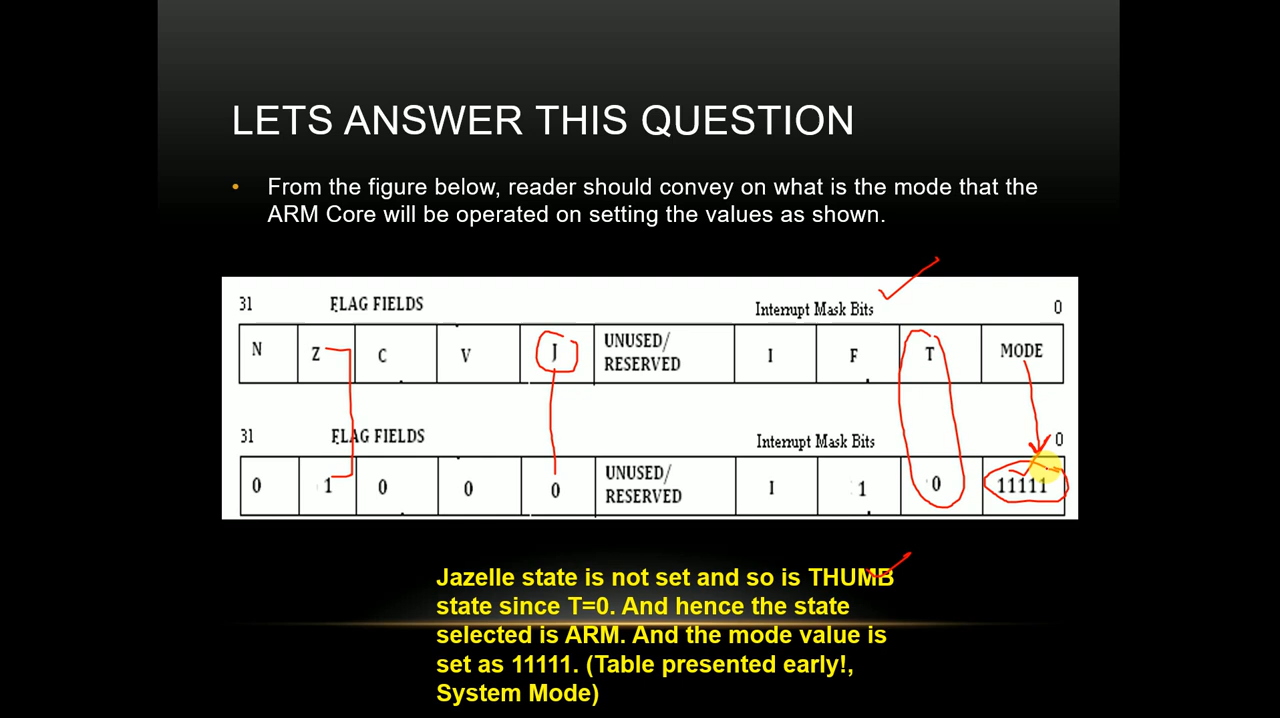 LETS ANSWER THIS QUESTION
• From the figure below, reader should convey on what is the mode that the
ARM Core will be operated on setting the values as shown.
31 FLAG FIELDS Interrupt Mask Bits 0
N Z C V J UNUSED/ RESERVED I F T MODE
31 FLAG FIELDS Interrupt Mask Bits 0
0 1 0 0 0 UNUSED/ RESERVED I 1 0 11111
Jazelle state is not set and so is THUMB
state since T=0. And hence the state
selected is ARM. And the mode value is
set as 11111. (Table presented early!,
System Mode)